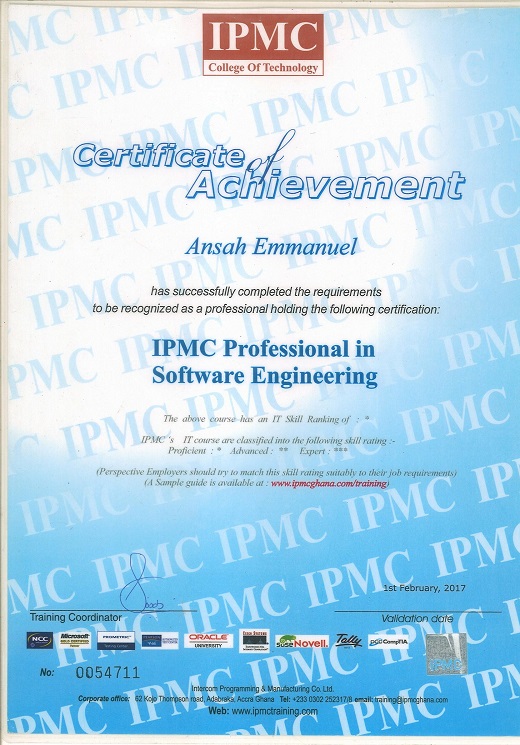 IPMC
College Of Technology
Certificate of
Achievement
Ansah Emmanuel
has successfully completed the requirements
to be recognized as a professional holding the following certification:
IPMC Professional in
Software Engineering
The above course has an IT Skill Ranking of : *
IPMC 's IT course are classified into the following skill rating :-
Proficient : * Advanced : ** Expert : ***
(Perspective Employers should try to match this skill rating suitably to their job requirements)
(A Sample guide is available at : www.ipmcghana.com/training)
1st February, 2017
Training Coordinator
Validation date
NCC Microsoft PROMETRIC ORACLE UNIVERSITY SUSE Novell. Tally CompTIA IPMC
No: 0054711
Intercom Programming & Manufacturing Co. Ltd.
Corporate office: 62 Kojo Thompson road, Adabraka, Accra Ghana Tel: +233 0302 252317/8 email: training@ipmcghana.com
Web: www.ipmctraining.com